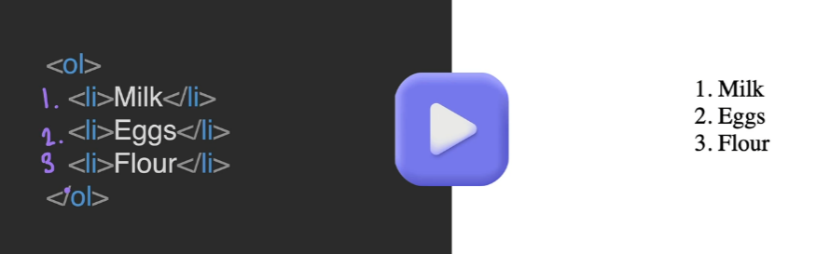 <ol>
1. <li>Milk</li>
2. <li>Eggs</li>
3 <li>Flour</li>
</ol>
1. Milk
2. Eggs
3. Flour